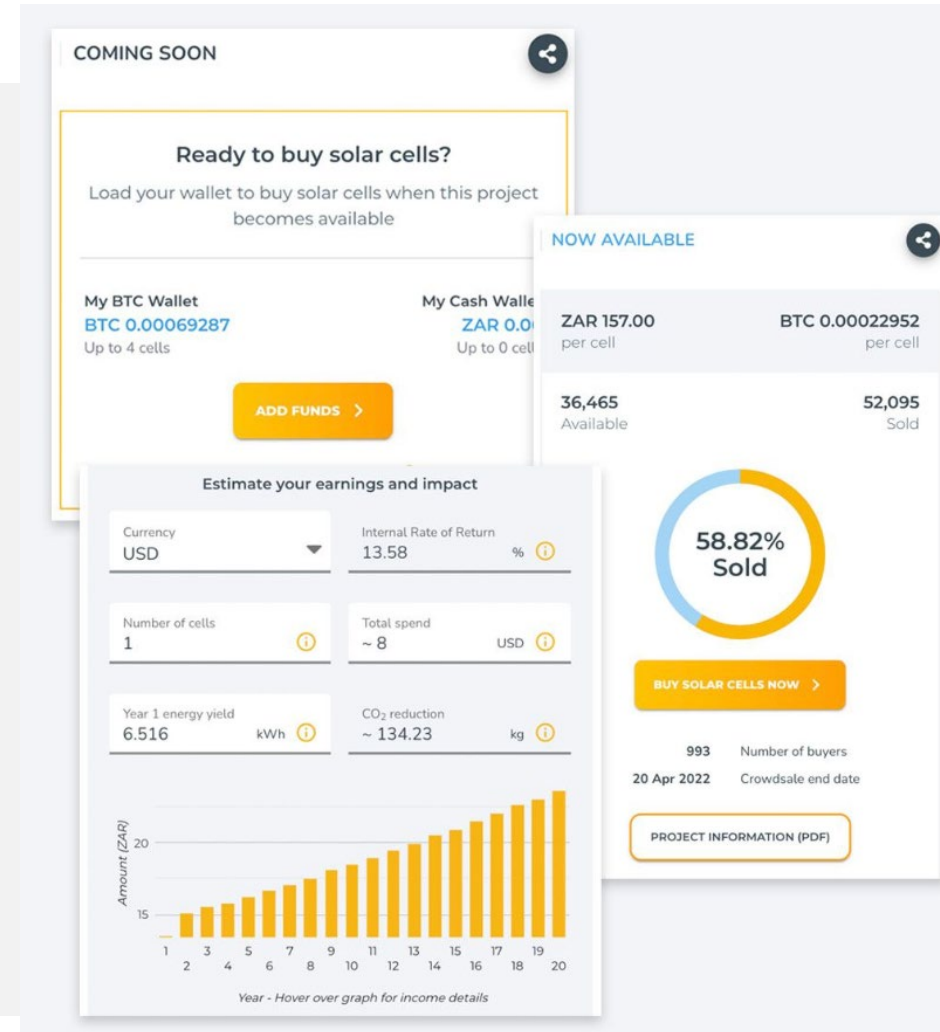 COMING SOON
Ready to buy solar cells?
Load your wallet to buy solar cells when this project
becomes available
My BTC Wallet
BTC 0.00069287
Up to 4 cells
My Cash
ZAR
Up to 0
ADD FUNDS
NOW AVAILABLE
ZAR 157.00
per cell
BTC 0.00022952
per cell
36,465
Available
52,095
Sold
58.82%
Sold
BUY SOLAR CELLS NOW
993 Number of buyers
20 Apr 2022 Crowdsale end date
PROJECT INFORMATION (PDF)
Estimate your earnings and impact
Currency
USD
Internal Rate of Return
13.58 %
Number of cells
1
Total spend
~ 8 USD
Year 1 energy yield
6.516 kWh
CO₂ reduction
~ 134.23 kg
Amount (ZAR)
20
15
1 3 5 7 9 11 13 15 17 19
2 4 6 8 10 12 14 16 18 20
Year - Hover over graph for income details